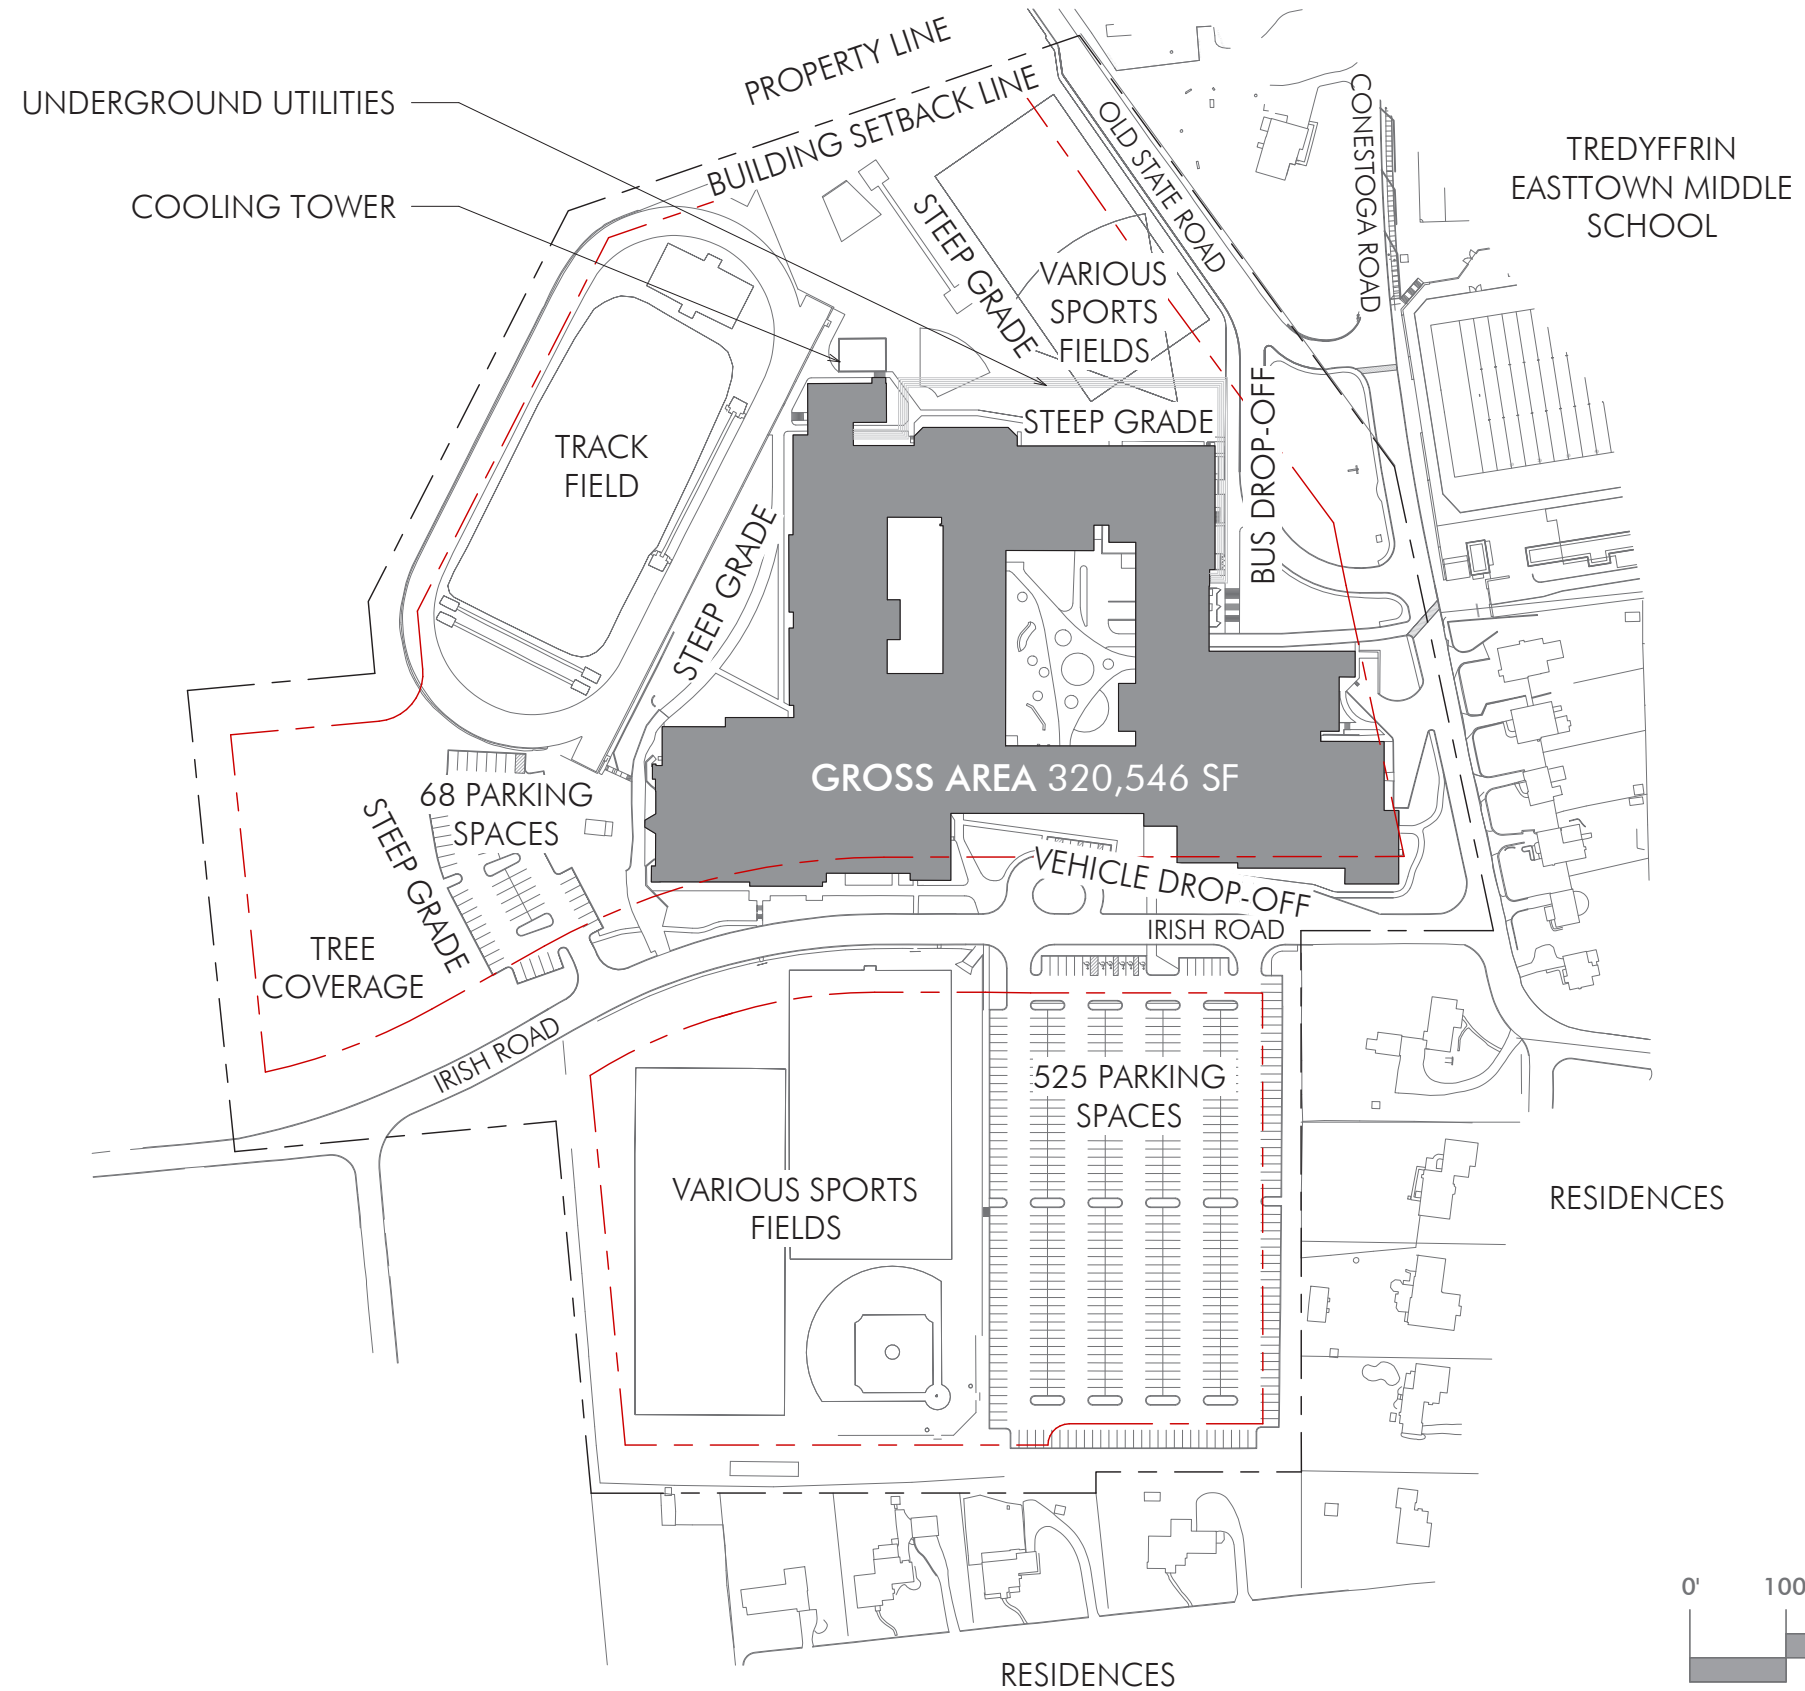 PROPERTY LINE
BUILDING SETBACK LINE
UNDERGROUND UTILITIES
COOLING TOWER
OLD STATE ROAD
CONESTOGA ROAD
TREDYFFRIN
EASTTOWN MIDDLE
SCHOOL
STEEP GRADE
VARIOUS
SPORTS
FIELDS
STEEP GRADE
BUS DROP-OFF
TRACK
FIELD
STEEP GRADE
GROSS AREA 320,546 SF
68 PARKING
SPACES
STEEP GRADE
VEHICLE DROP-OFF
IRISH ROAD
TREE
COVERAGE
IRISH ROAD
525 PARKING
SPACES
VARIOUS SPORTS
FIELDS
RESIDENCES
0' 100
RESIDENCES